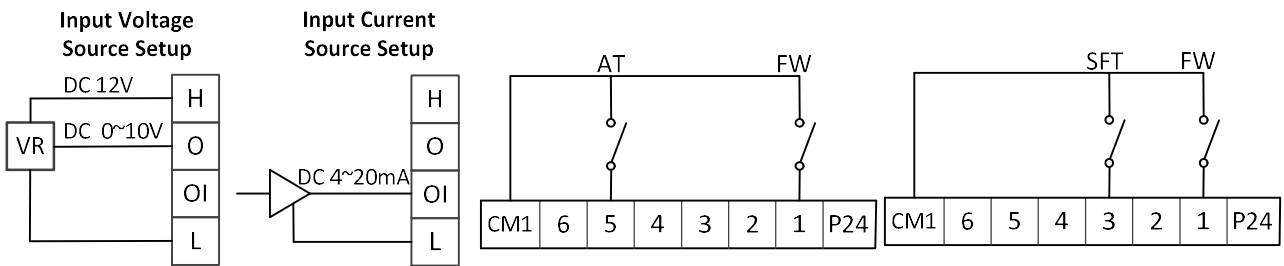 Input Voltage
Source Setup
DC 12V
H
VR
DC 0~10V
O
OI
L
Input Current
Source Setup
H
O
DC 4~20mA
OI
L
AT
FW
CM1 6 5 4 3 2 1 P24
SFT
FW
CM1 6 5 4 3 2 1 P24